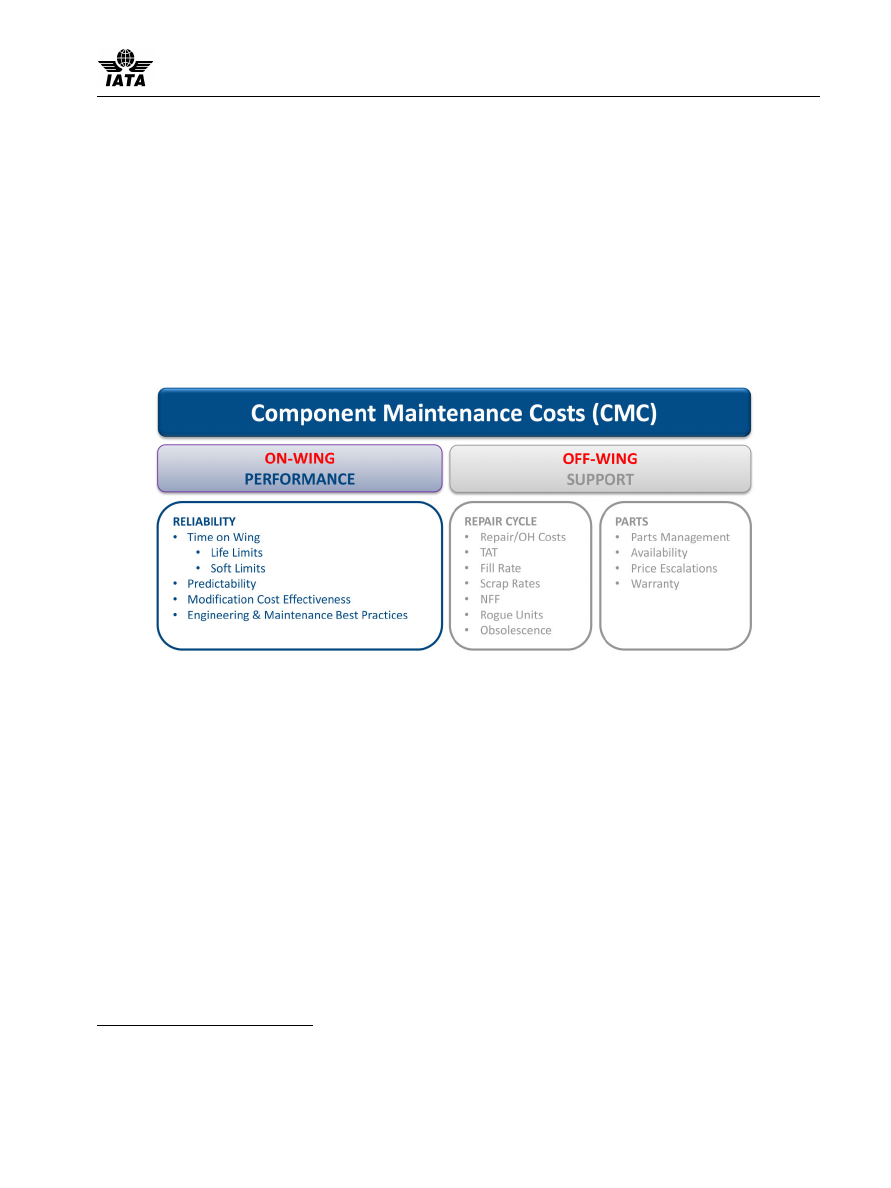 IATA
Component Maintenance Costs (CMC)
ON-WING
PERFORMANCE
OFF-WING
SUPPORT
RELIABILITY
• Time on Wing
• Life Limits
• Soft Limits
• Predictability
• Modification Cost Effectiveness
• Engineering & Maintenance Best Practices
REPAIR CYCLE
• Repair/OH Costs
• TAT
• Fill Rate
• Scrap Rates
• NFF
• Rogue Units
• Obsolescence
PARTS
• Parts Management
• Availability
• Price Escalations
• Warranty